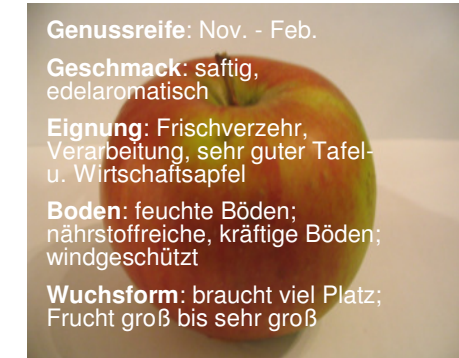 Genussreife: Nov. - Feb.
Geschmack: saftig,
edelaromatisch
Eignung: Frischverzehr,
Verarbeitung, sehr guter Tafel-
u. Wirtschaftsapfel
Boden: feuchte Böden;
nährstoffreiche, kräftige Böden;
windgeschützt
Wuchsform: braucht viel Platz;
Frucht groß bis sehr groß